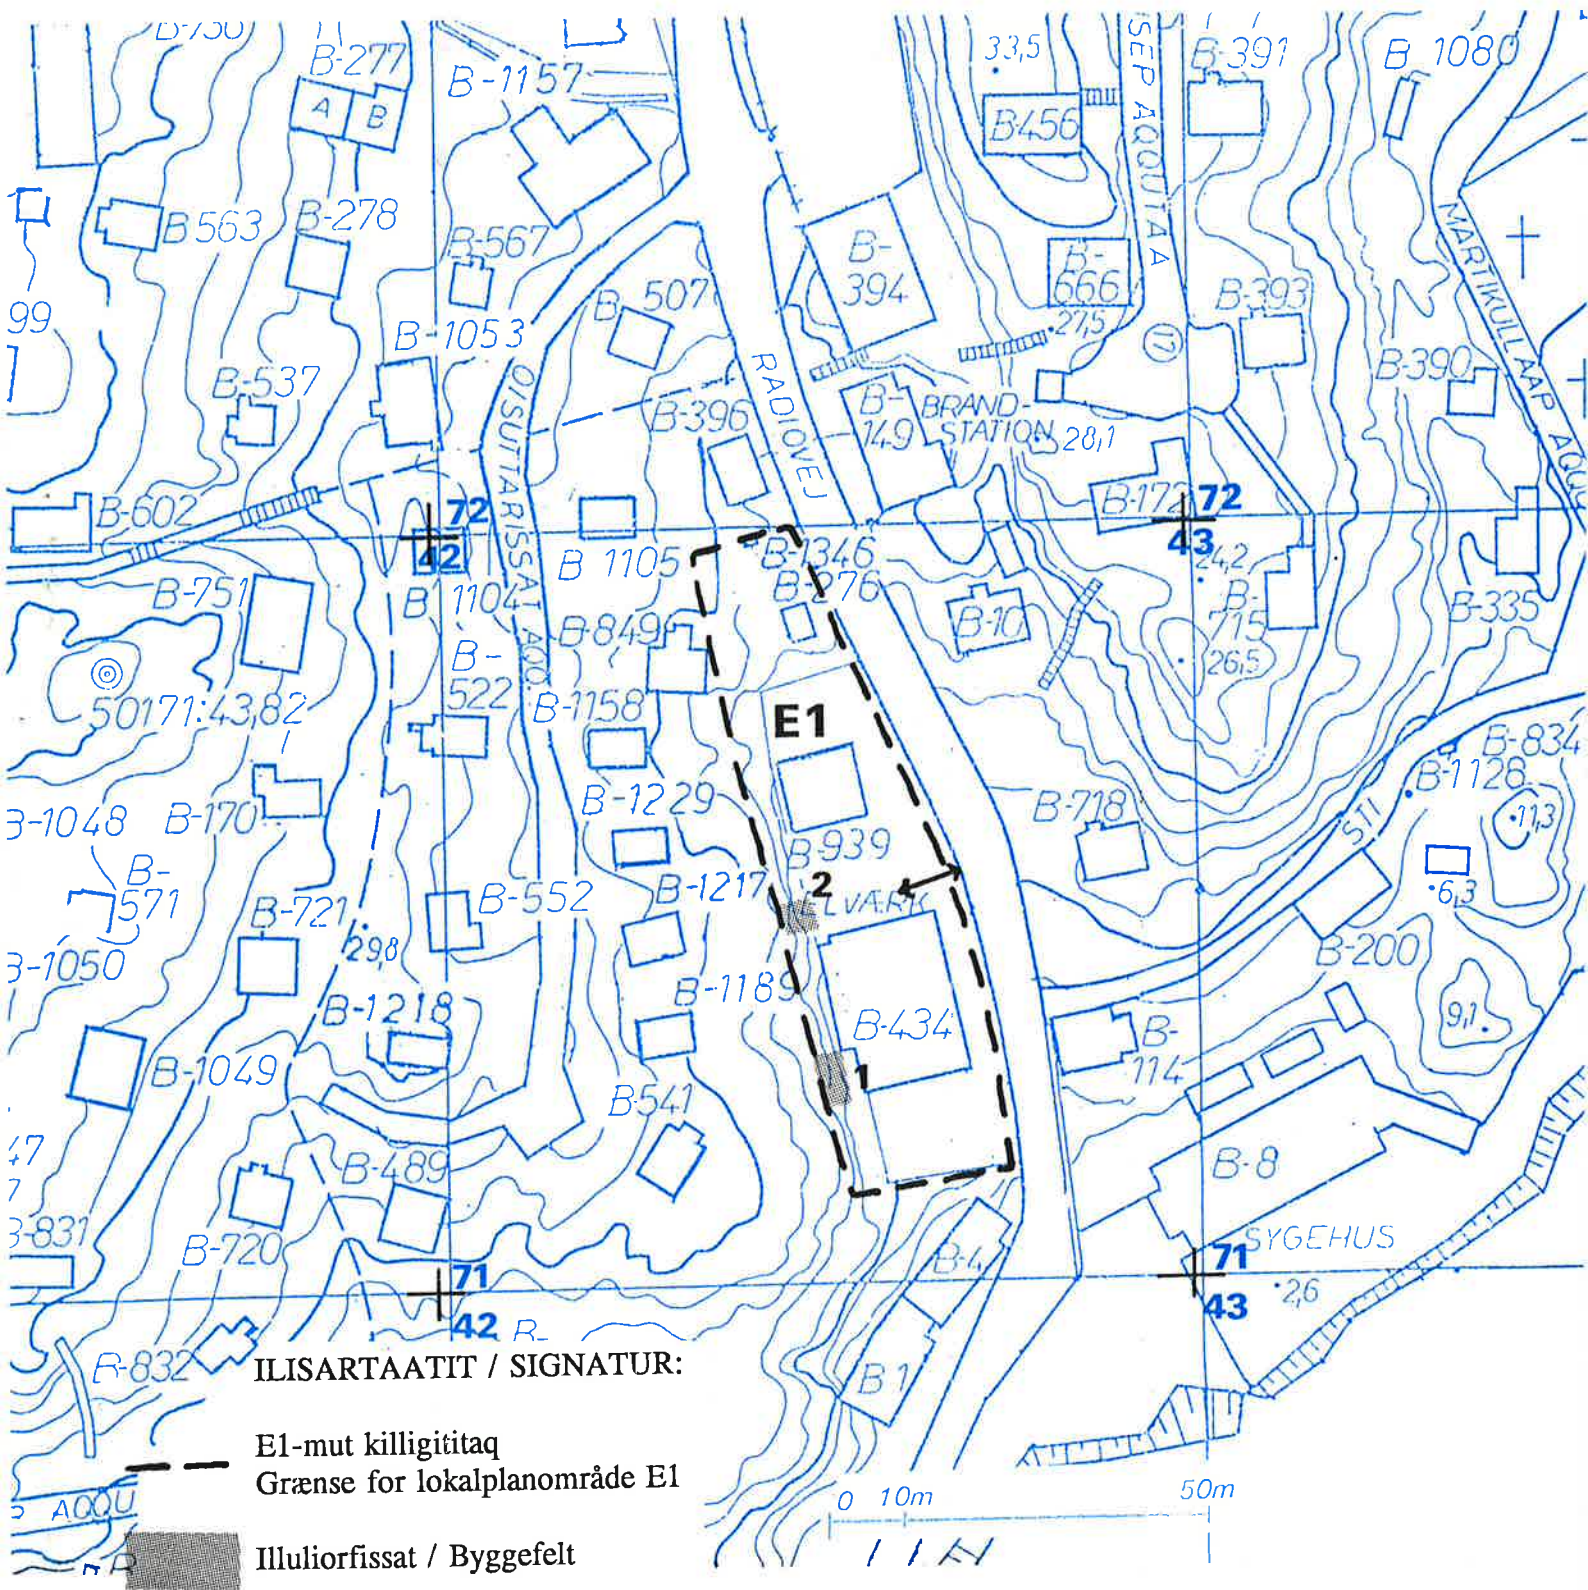 B-730
B-277
A
B
B-1157
33,5
B-391
B 1080
SEP AQQUTAA
B-456
B 563
B-278
B-567
B-394
B-666
27,5
MARTIKULLAAP AQQU
99
B-507
B-393
17
B-1053
B-537
RADIOVEJ
B-396
B-149
BRAND-
STATION
28,1
B-390
B-602
72
42
B 1105
B-1346
B-276
B-172
72
43
24,2
B-751
B 1104
B-849
B-10
B-715
B-335
26,5
50171:43,82
B-522
B-1158
E1
B-834
B-1128
11,3
B-1048
B-170
B-1229
B-939
B-718
STI
B-571
B-721
B-552
B-1217
2
ELVÆRK
6,3
29,8
B-200
B-1050
B-1218
B-1189
B-434
9,1
B-1049
1
B-114
B-541
47
7
B-489
B-8
B-831
B-720
B-4
SYGEHUS
71
42
71
43
2,6
B-832
B 1
ILISARTAATIT / SIGNATUR:
E1-mut killigititaq
Grænse for lokalplanområde E1
0 10m 50m
AQQU
Illuliorfissat / Byggefelt